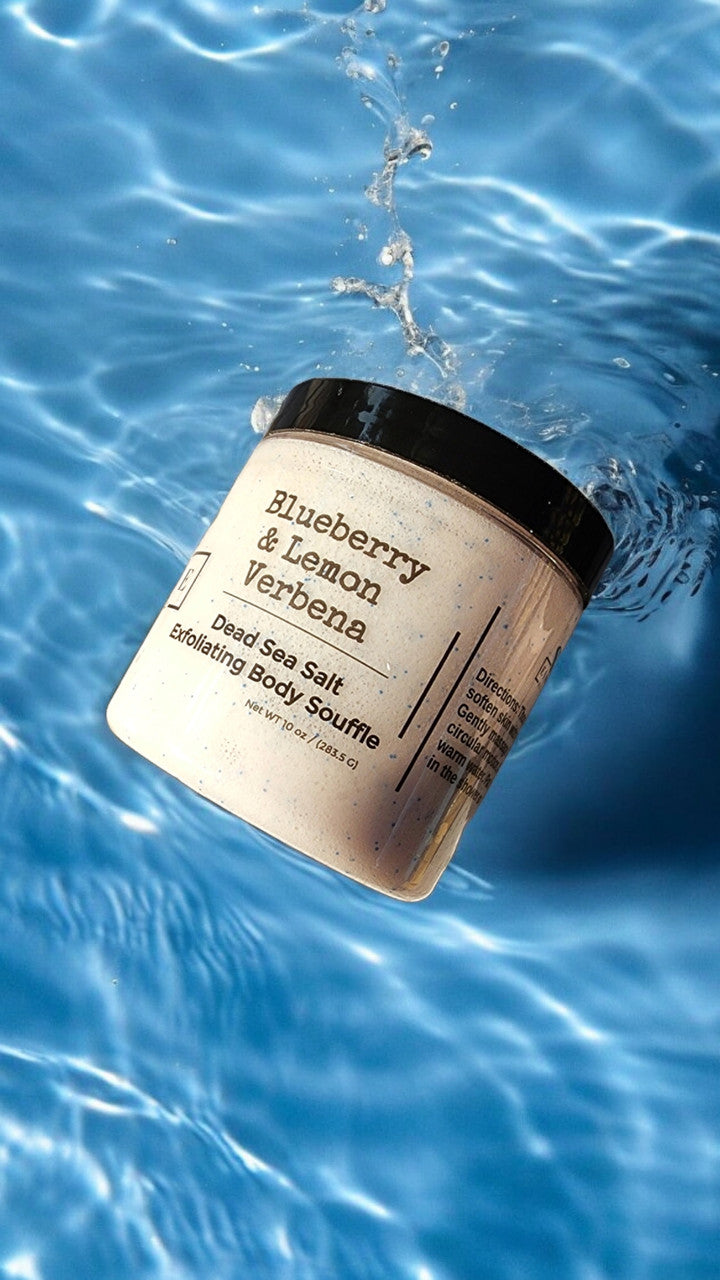 E
Blueberry
& Lemon
Verbena
Dead Sea Salt
Exfoliating Body Souffle
Net WT 10 oz / (283.5 G)
Directions:
soften skin
Gently
circular
warm
in the